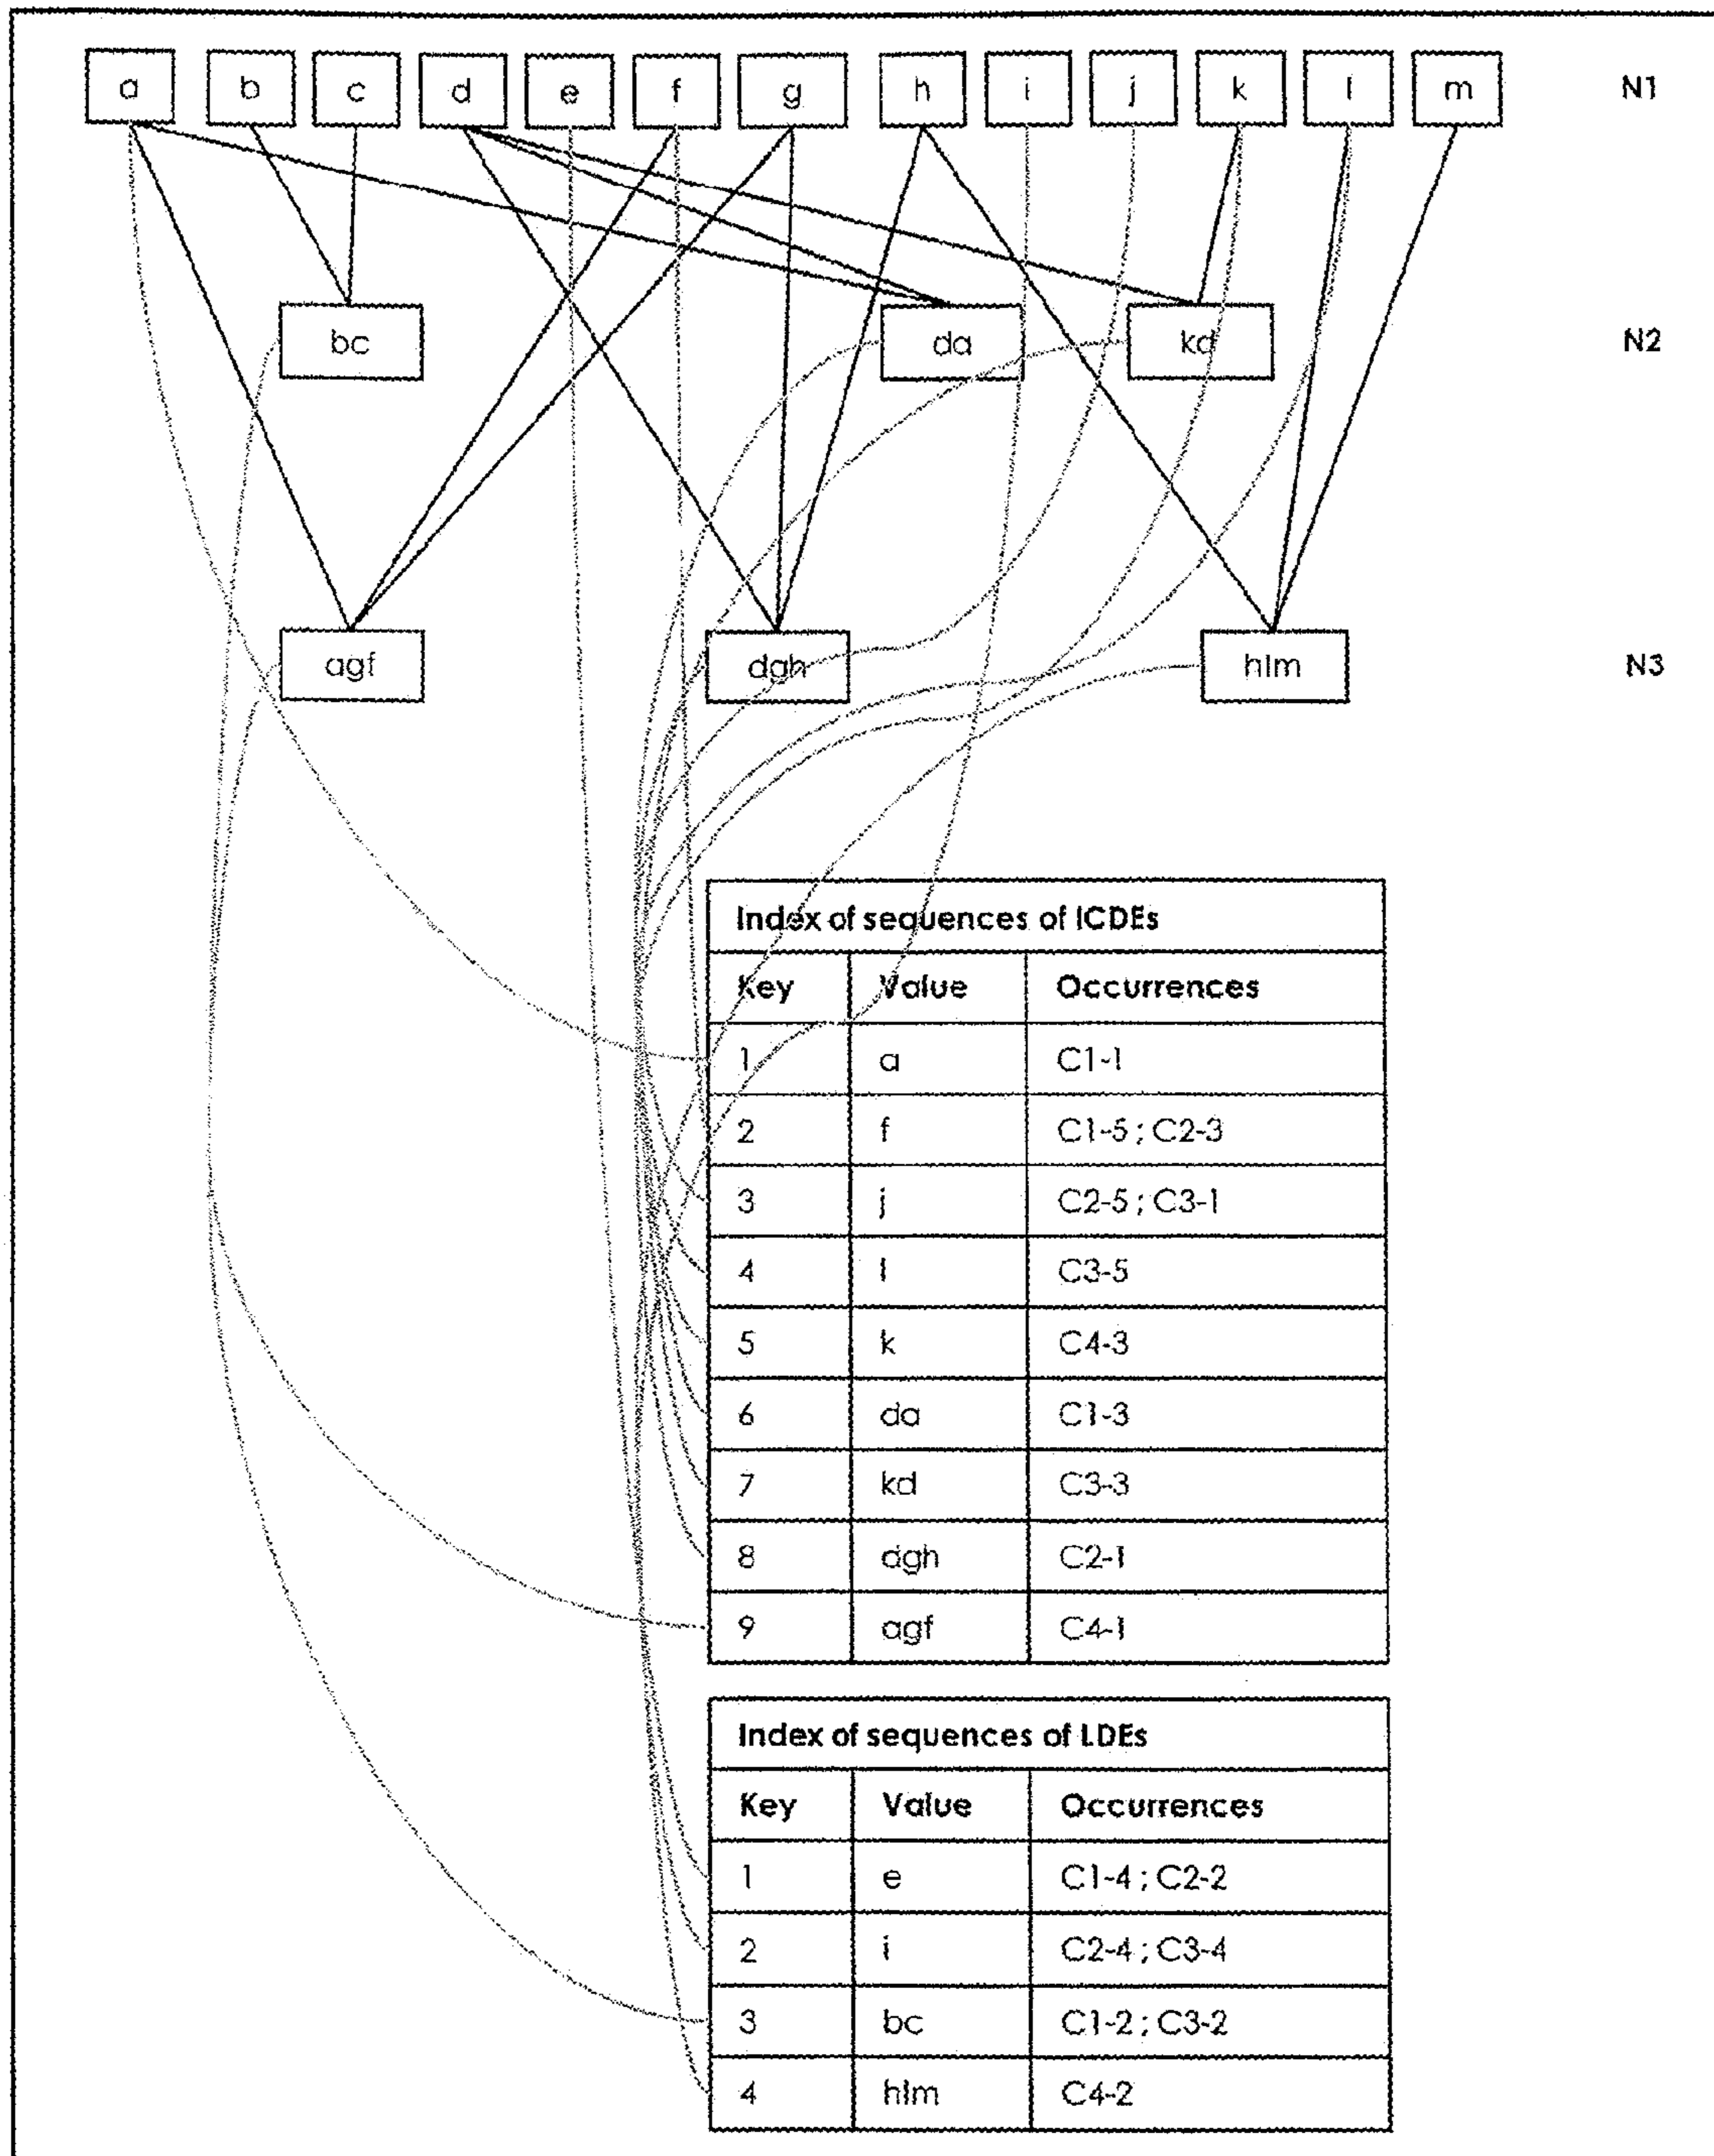 a b c d e f g h i j k l m N1
bc da kd N2
agf dgh hlm N3
Index of sequences of ICDEs
Key Value Occurrences
1 a C1-1
2 f C1-5 ; C2-3
3 j C2-5 ; C3-1
4 l C3-5
5 k C4-3
6 da C1-3
7 kd C3-3
8 dgh C2-1
9 agf C4-1
Index of sequences of LDEs
Key Value Occurrences
1 e C1-4 ; C2-2
2 i C2-4 ; C3-4
3 bc C1-2 ; C3-2
4 hlm C4-2